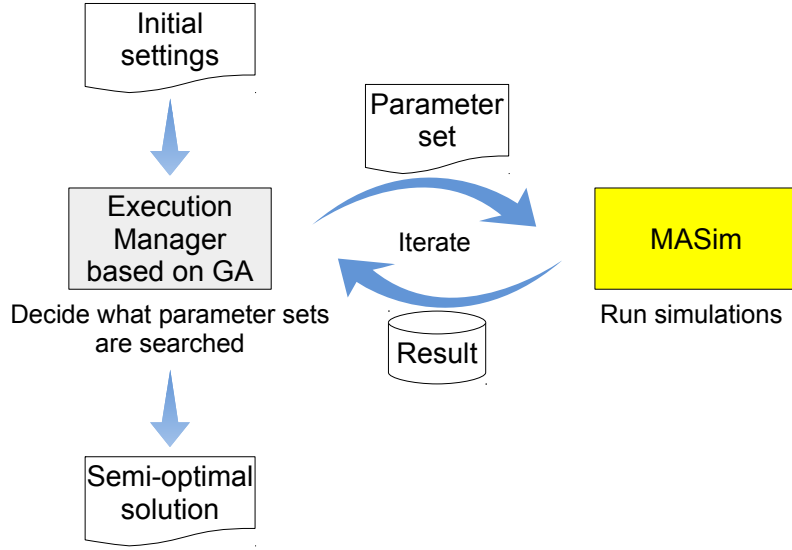 Initial
settings
Parameter
set
Execution
Manager
based on GA
Iterate
MASim
Decide what parameter sets
are searched
Run simulations
Result
Semi-optimal
solution